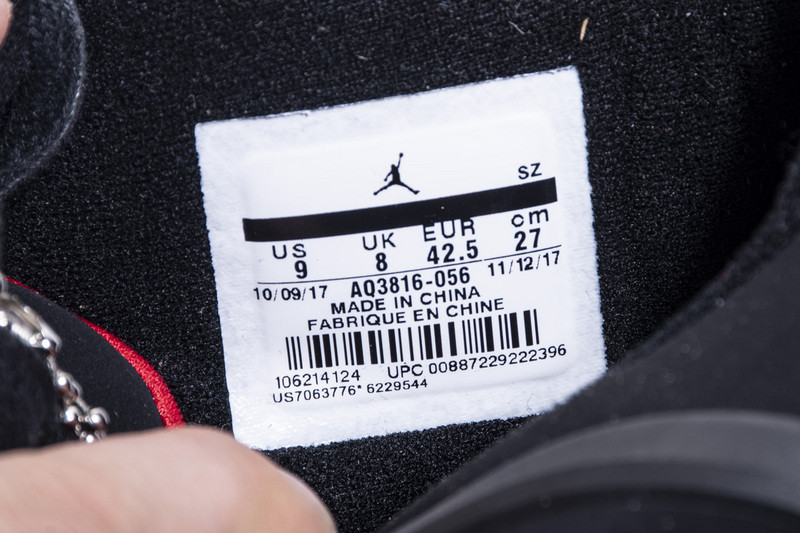 SZ
US UK EUR cm
9 8 42.5 27
10/09/17 AQ3816-056 11/12/17
MADE IN CHINA
FABRIQUE EN CHINE
106214124 UPC 00887229222396
US7063776* 6229544